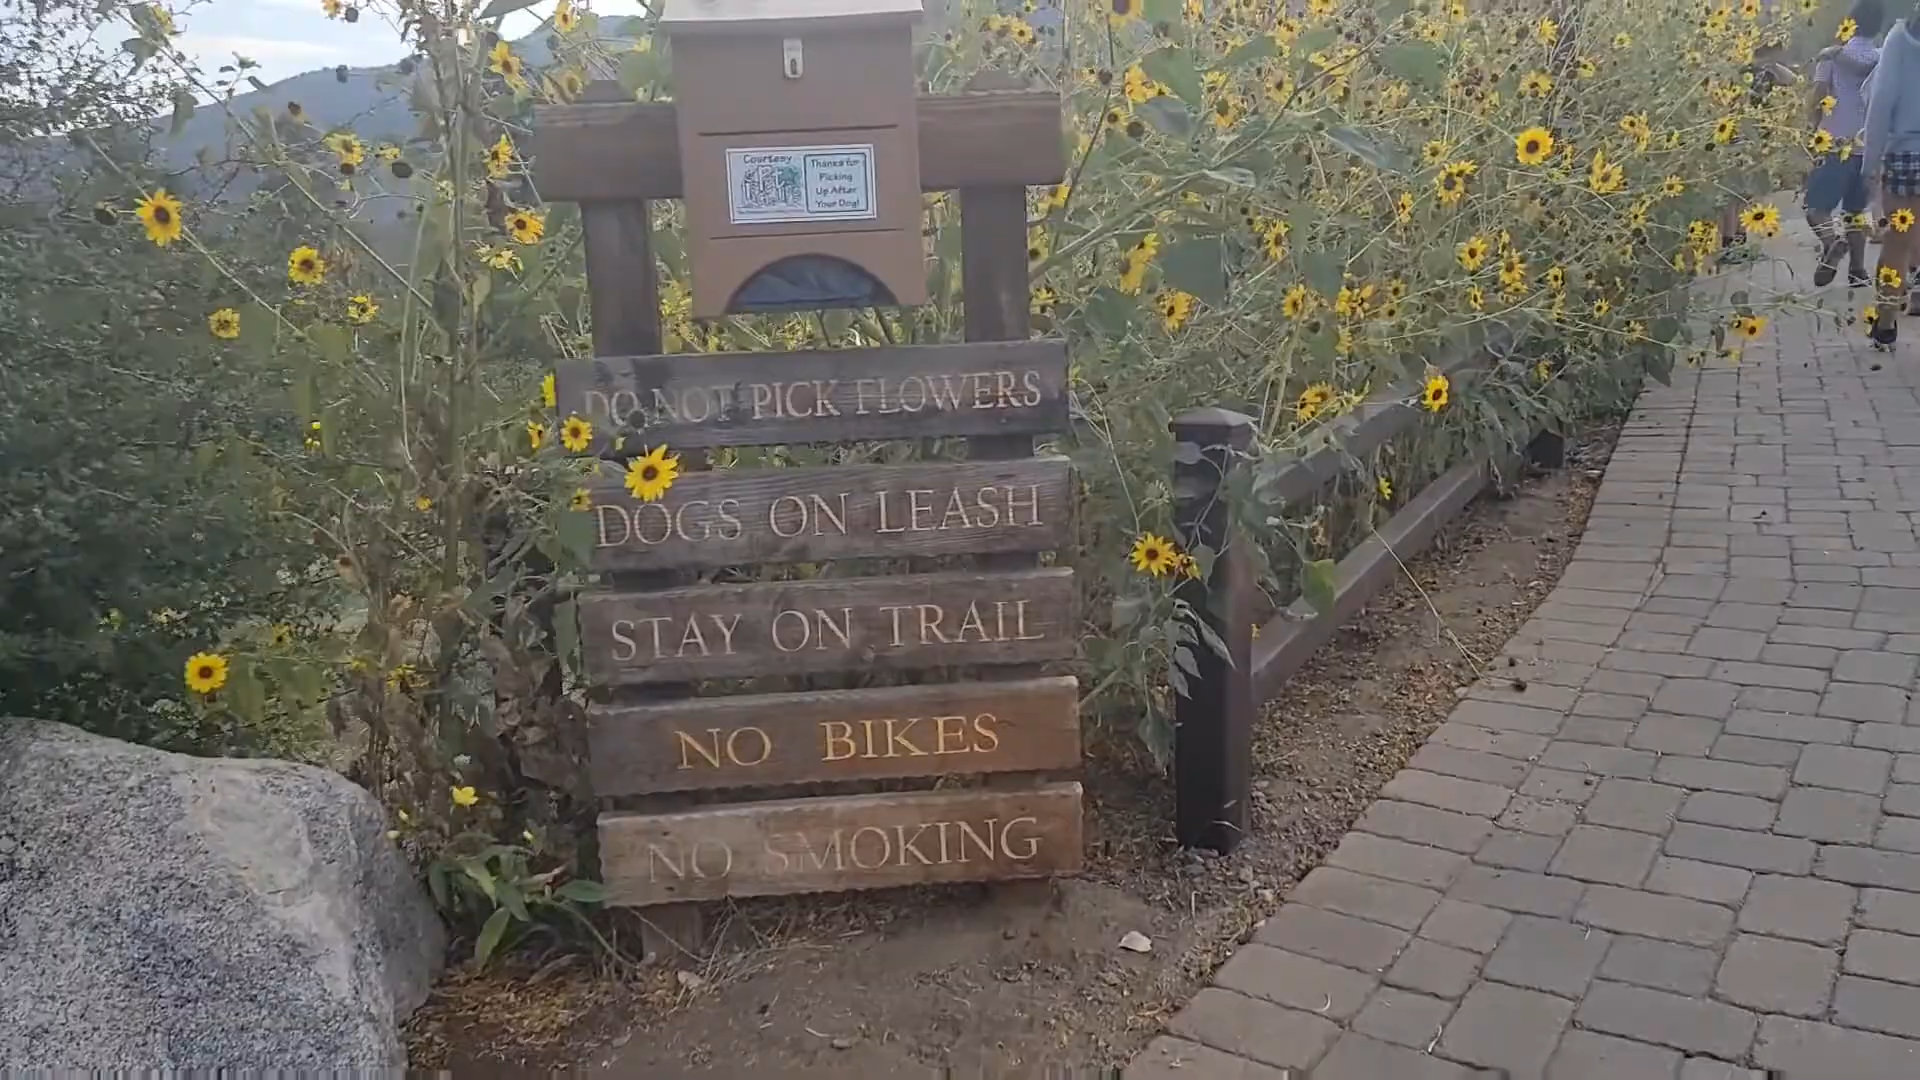 Courtesy
Thanks for
Picking
Up After
Your Dog!
DO NOT PICK FLOWERS
DOGS ON LEASH
STAY ON TRAIL
NO BIKES
NO SMOKING